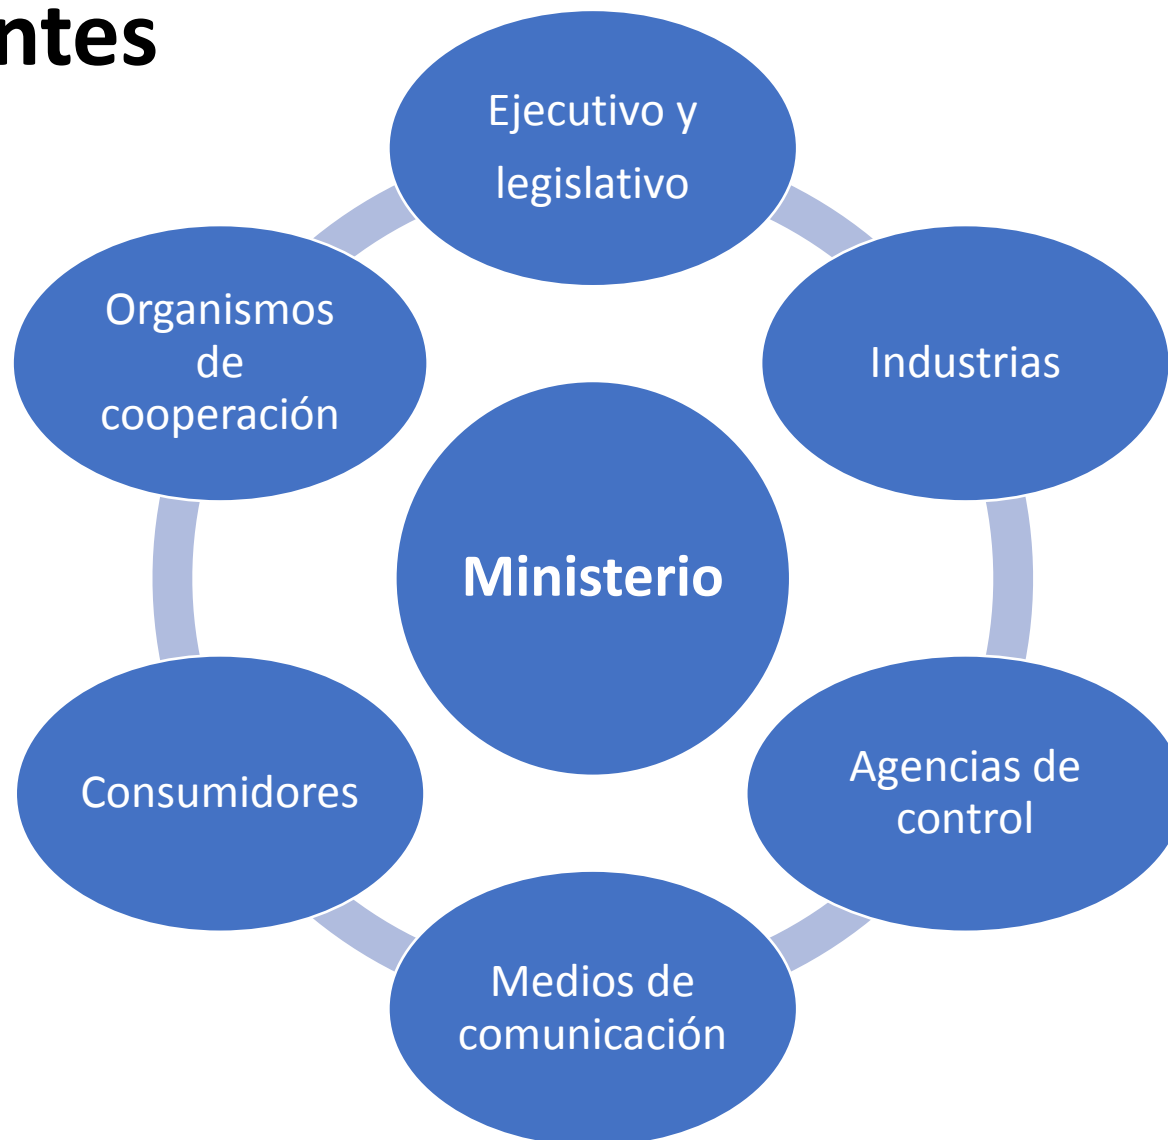 ntes
Ejecutivo y
legislativo
Organismos
de
cooperación
Industrias
Ministerio
Consumidores
Agencias de
control
Medios de
comunicación